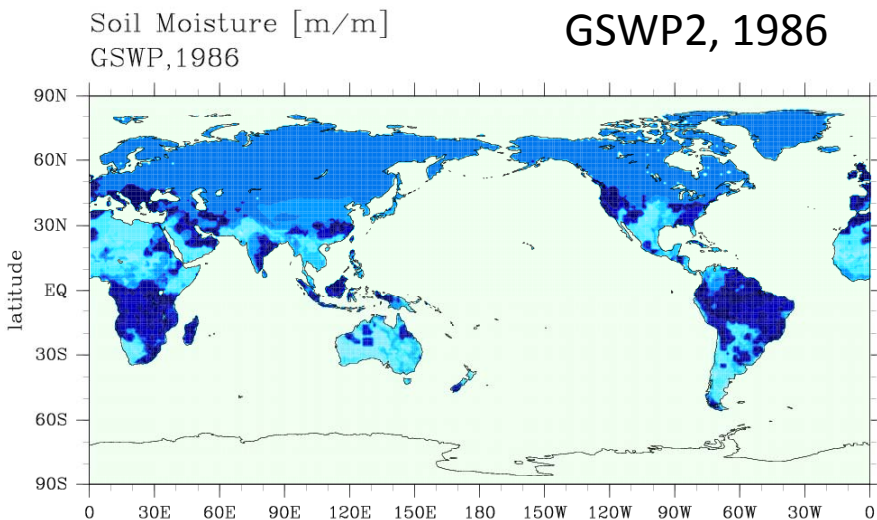 Soil Moisture [m/m]
GSWP,1986
GSWP2, 1986
90N
60N
30N
EQ
30S
60S
90S
latitude
0 30E 60E 90E 120E 150E 180 150W 120W 90W 60W 30W 0